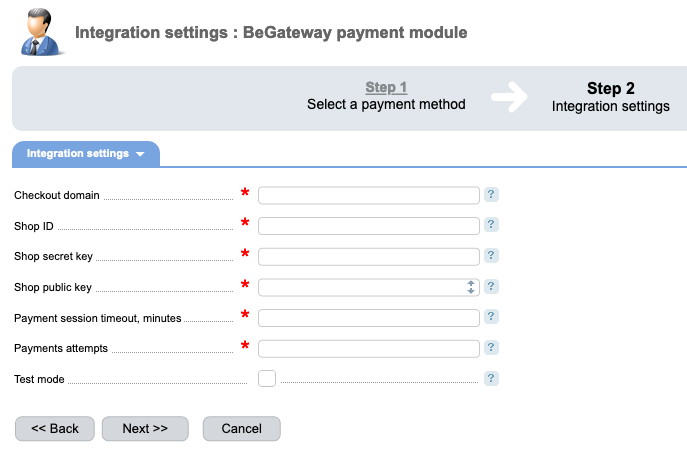 Integration settings : BeGateway payment module
Step 1
Select a payment method
Step 2
Integration settings
Integration settings
Checkout domain * ?
Shop ID * ?
Shop secret key * ?
Shop public key * ?
Payment session timeout, minutes * ?
Payments attempts * ?
Test mode ?
<< Back Next >> Cancel